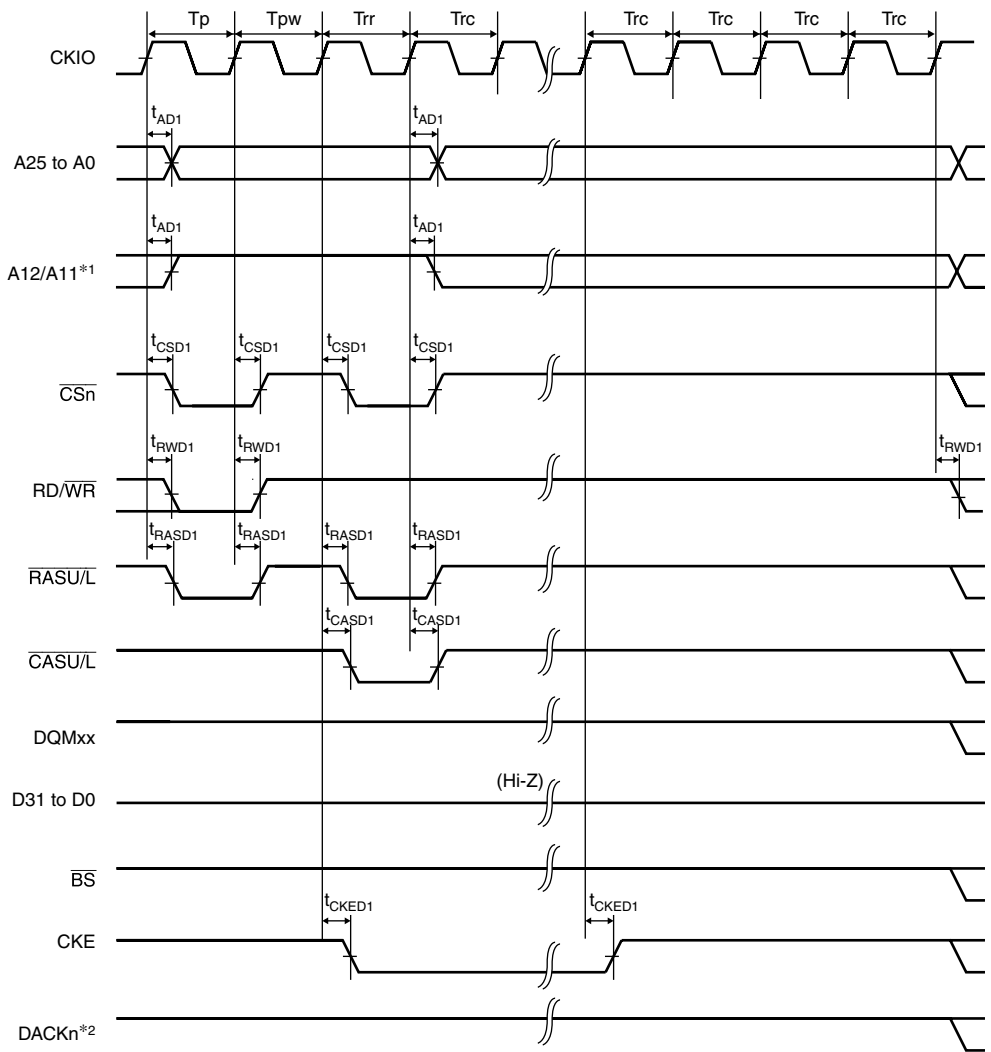 Tp Tpw Trr Trc Trc Trc Trc Trc
CKIO
tAD1 tAD1
A25 to A0
tAD1 tAD1
A12/A11*1
tCSD1 tCSD1 tCSD1 tCSD1
CSn
tRWD1 tRWD1 tRWD1
RD/WR
tRASD1 tRASD1 tRASD1 tRASD1
RASU/L
tCASD1 tCASD1
CASU/L
DQMxx
(Hi-Z)
D31 to D0
BS
tCKED1 tCKED1
CKE
DACKn*2